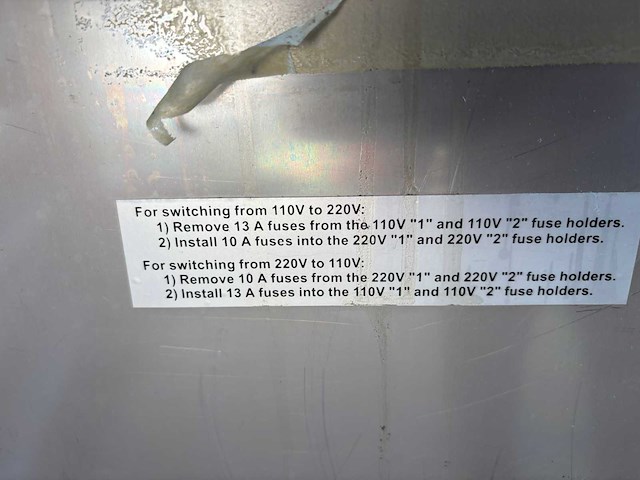 For switching from 110V to 220V:
1) Remove 13 A fuses from the 110V "1" and 110V "2" fuse holders.
2) Install 10 A fuses into the 220V "1" and 220V "2" fuse holders.
For switching from 220V to 110V:
1) Remove 10 A fuses from the 220V "1" and 220V "2" fuse holders.
2) Install 13 A fuses into the 110V "1" and 110V "2" fuse holders.